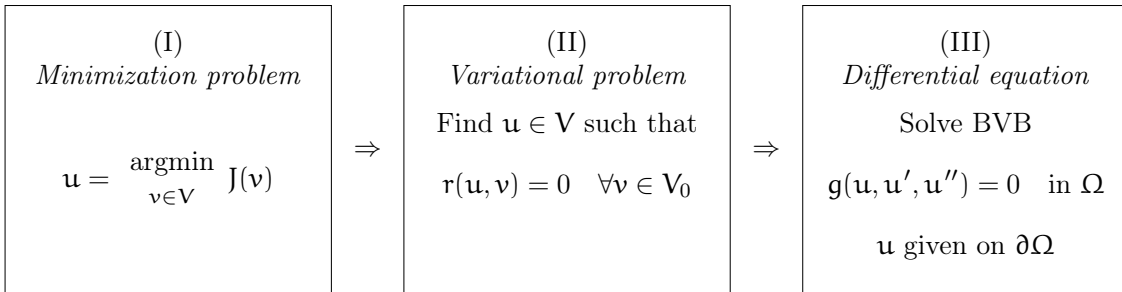 (I)
Minimization problem
u = argmin J(v)
v∈V
⇒
(II)
Variational problem
Find u ∈ V such that
r(u, v) = 0 ∀v ∈ V₀
⇒
(III)
Differential equation
Solve BVB
g(u, u′, u′′) = 0 in Ω
u given on ∂Ω